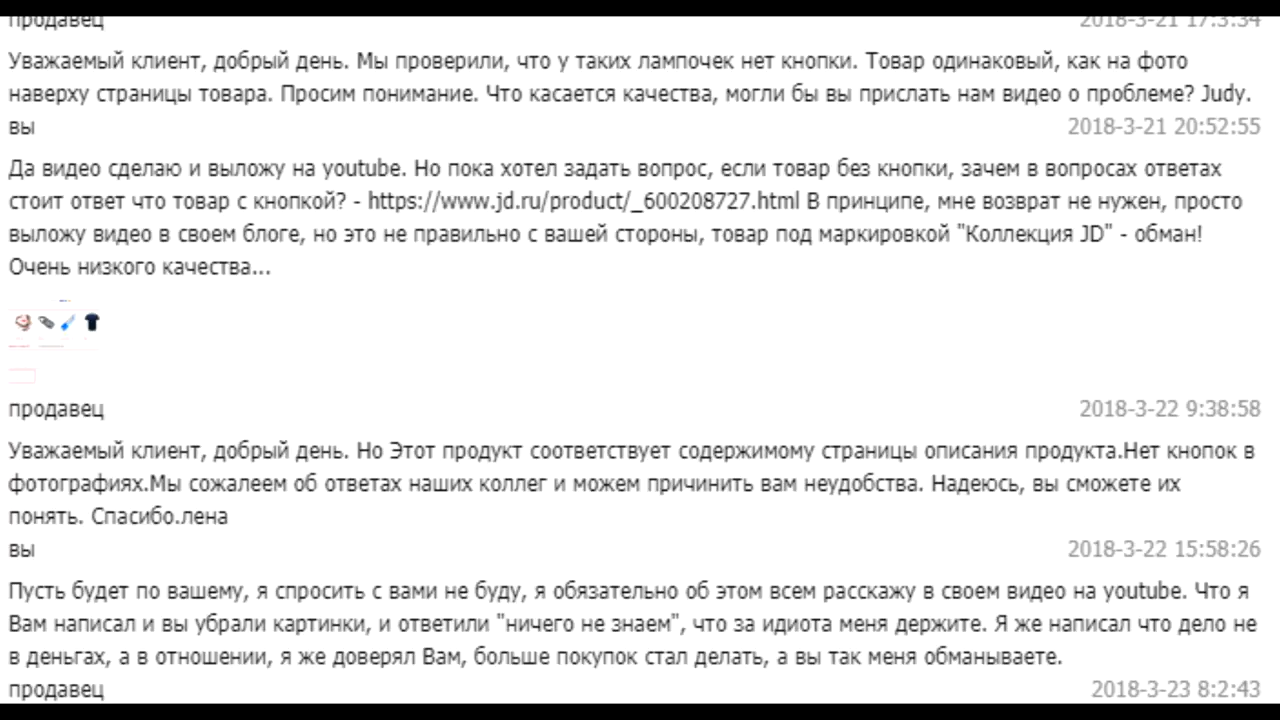 продавец 2018-3-21 17:3:34
Уважаемый клиент, добрый день. Мы проверили, что у таких лампочек нет кнопки. Товар одинаковый, как на фото
наверху страницы товара. Просим понимание. Что касается качества, могли бы вы прислать нам видео о проблеме? Judy.
вы 2018-3-21 20:52:55
Да видео сделаю и выложу на youtube. Но пока хотел задать вопрос, если товар без кнопки, зачем в вопросах ответах
стоит ответ что товар с кнопкой? - https://www.jd.ru/product/_600208727.html В принципе, мне возврат не нужен, просто
выложу видео в своем блоге, но это не правильно с вашей стороны, товар под маркировкой "Коллекция JD" - обман!
Очень низкого качества...
продавец 2018-3-22 9:38:58
Уважаемый клиент, добрый день. Но Этот продукт соответствует содержимому страницы описания продукта.Нет кнопок в
фотографиях.Мы сожалеем об ответах наших коллег и можем причинить вам неудобства. Надеюсь, вы сможете их
понять. Спасибо.лена
вы 2018-3-22 15:58:26
Пусть будет по вашему, я спросить с вами не буду, я обязательно об этом всем расскажу в своем видео на youtube. Что я
Вам написал и вы убрали картинки, и ответили "ничего не знаем", что за идиота меня держите. Я же написал что дело не
в деньгах, а в отношении, я же доверял Вам, больше покупок стал делать, а вы так меня обманываете.
продавец 2018-3-23 8:2:43